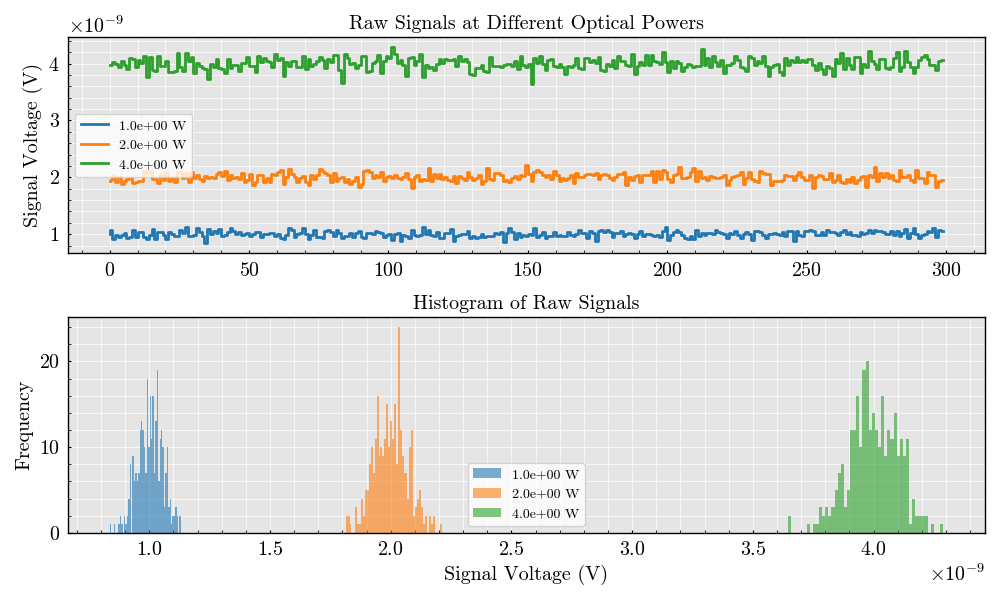 Raw Signals at Different Optical Powers
×10⁻⁹
Signal Voltage (V)
4
3
2
1
1.0e+00 W
2.0e+00 W
4.0e+00 W
0 50 100 150 200 250 300
Histogram of Raw Signals
Frequency
20
10
0
1.0e+00 W
2.0e+00 W
4.0e+00 W
1.0 1.5 2.0 2.5 3.0 3.5 4.0
Signal Voltage (V)
×10⁻⁹